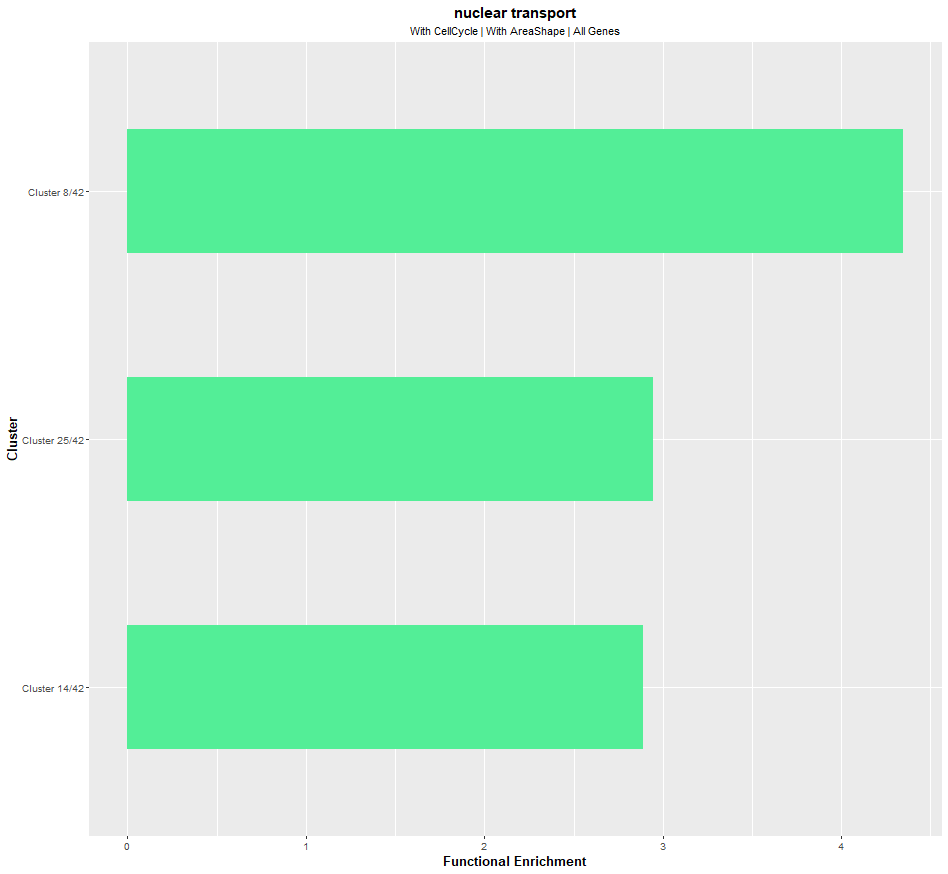 nuclear transport
With CellCycle | With AreaShape | All Genes
Cluster
Cluster 8/42
Cluster 25/42
Cluster 14/42
0 1 2 3 4
Functional Enrichment